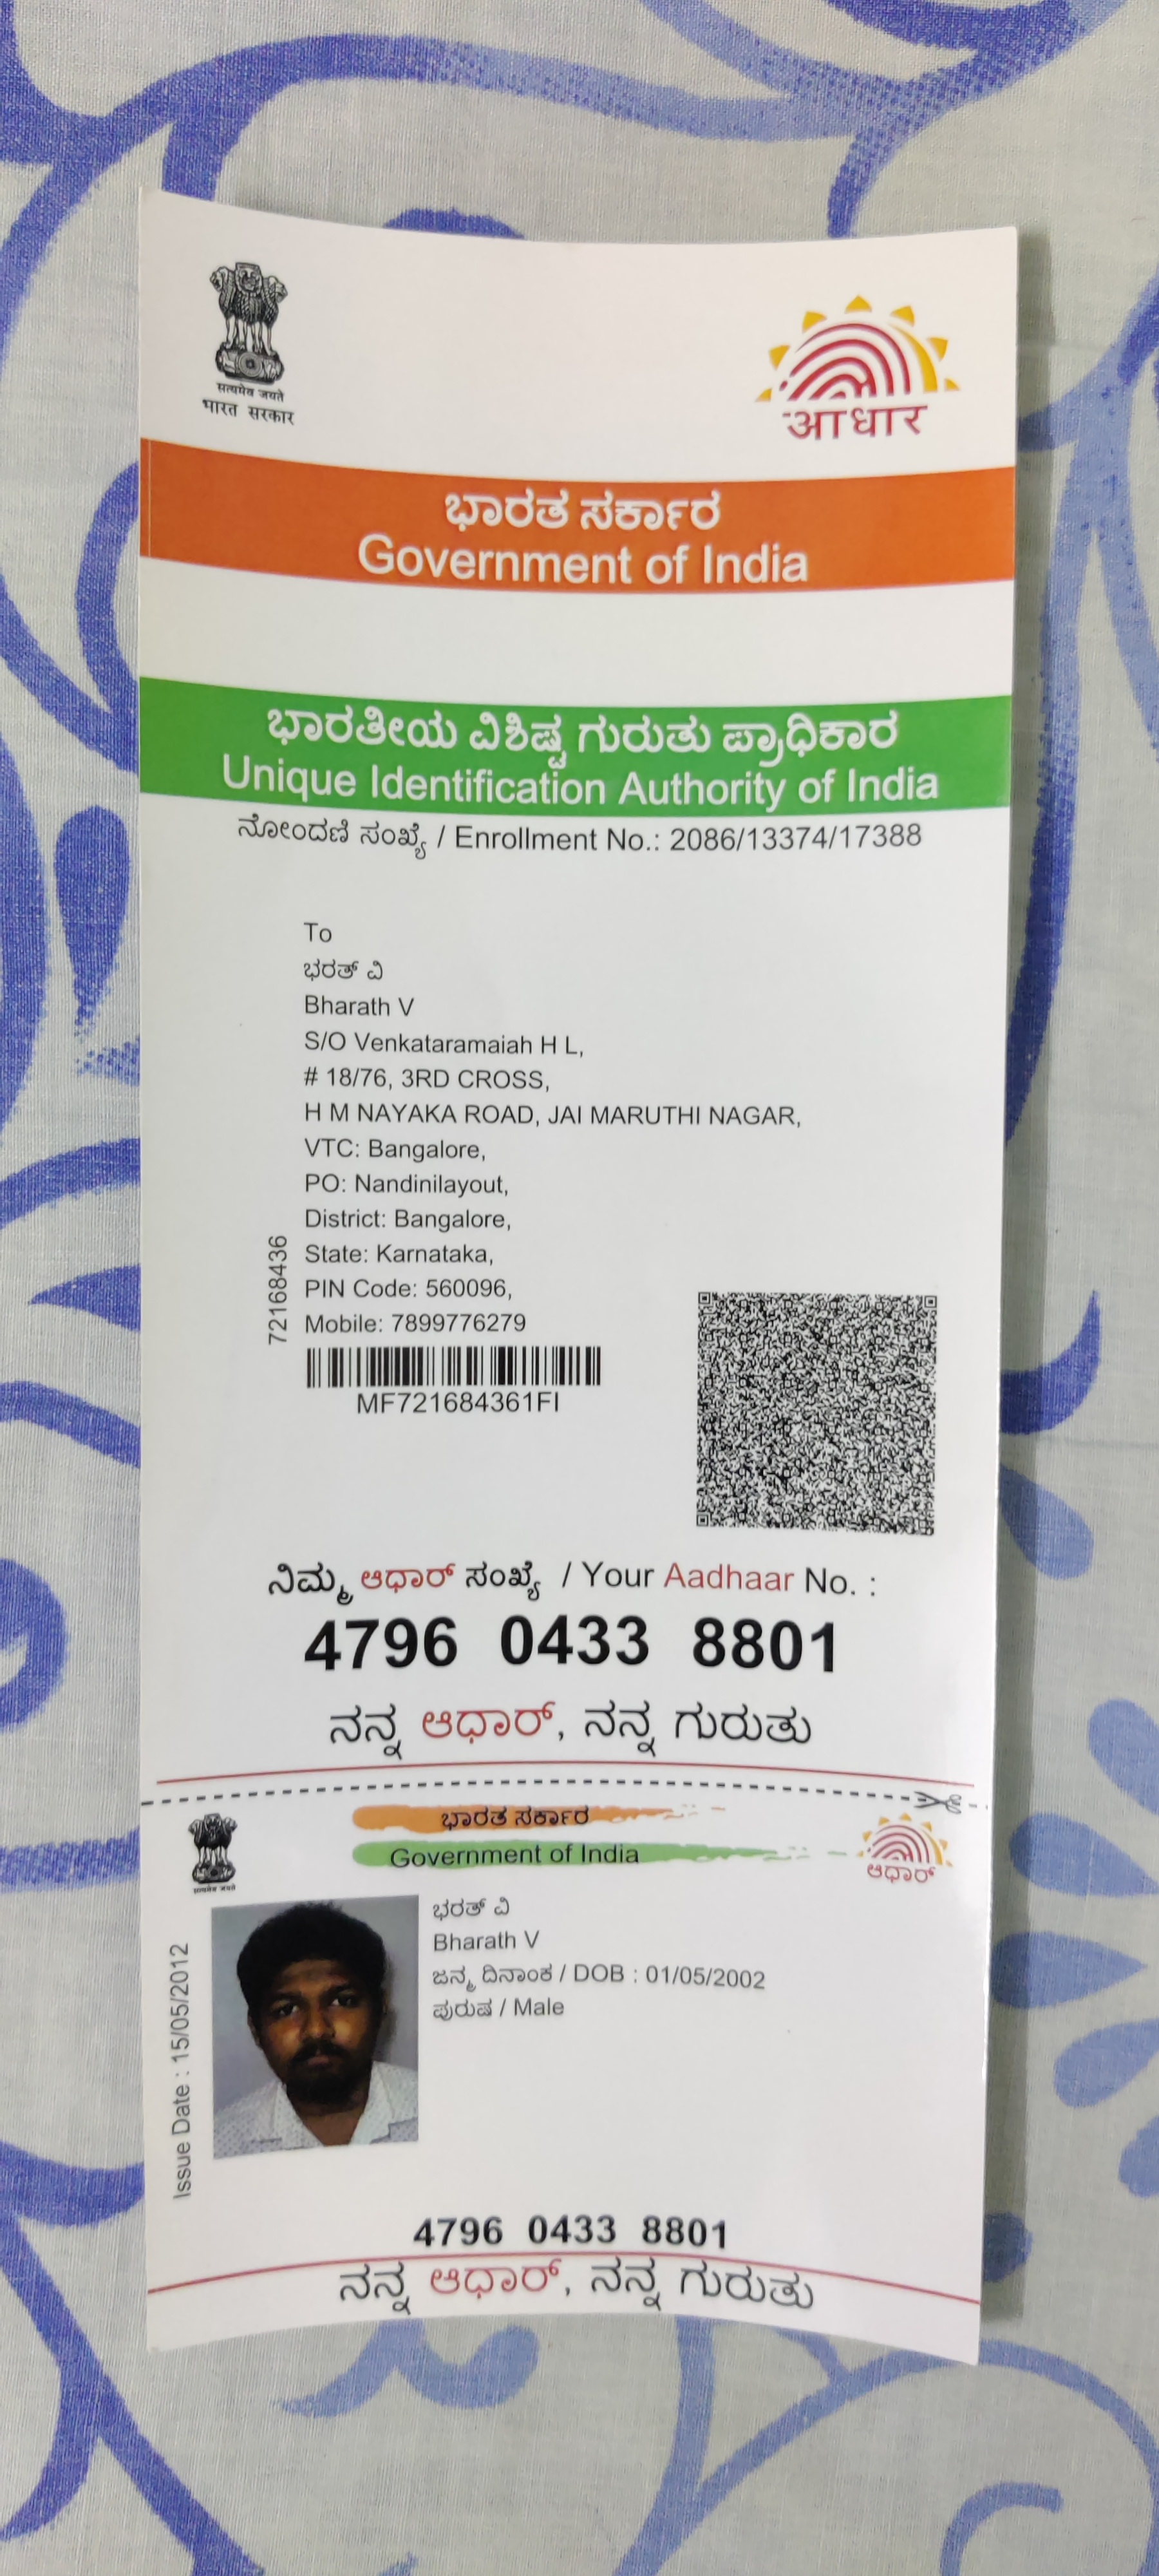 सत्यमेव जयते
भारत सरकार
आधार
ಭಾರತ ಸರ್ಕಾರ
Government of India
ಭಾರತೀಯ ವಿಶಿಷ್ಟ ಗುರುತು ಪ್ರಾಧಿಕಾರ
Unique Identification Authority of India
ನೋಂದಣಿ ಸಂಖ್ಯೆ / Enrollment No.: 2086/13374/17388
To
ಭರತ್ ವಿ
Bharath V
S/O Venkataramaiah H L,
# 18/76, 3RD CROSS,
H M NAYAKA ROAD, JAI MARUTHI NAGAR,
VTC: Bangalore,
PO: Nandinilayout,
District: Bangalore,
State: Karnataka,
PIN Code: 560096,
Mobile: 7899776279
72168436
MF721684361FI
ನಿಮ್ಮ ಆಧಾರ್ ಸಂಖ್ಯೆ / Your Aadhaar No. :
4796 0433 8801
ನನ್ನ ಆಧಾರ್, ನನ್ನ ಗುರುತು
ಭಾರತ ಸರ್ಕಾರ
Government of India
सत्यमेव जयते
ಆಧಾರ್
ಭರತ್ ವಿ
Bharath V
ಜನ್ಮ ದಿನಾಂಕ / DOB : 01/05/2002
ಪುರುಷ / Male
Issue Date : 15/05/2012
4796 0433 8801
ನನ್ನ ಆಧಾರ್, ನನ್ನ ಗುರುತು